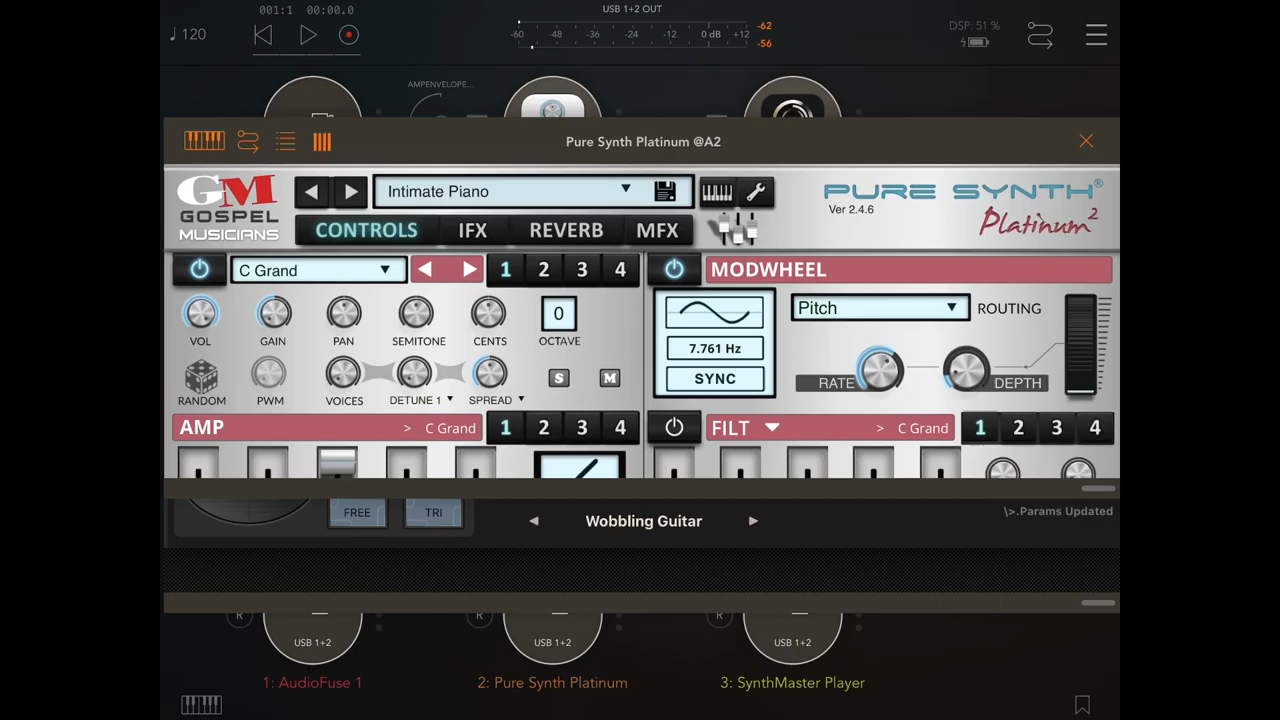 001:1 00:00.0
USB 1+2 OUT
♩ 120
-60 -48 -36 -24 -12 0 dB +12
-62
-56
DSP: 51 %
AMPENVELOPE...
Pure Synth Platinum @A2
GM
GOSPEL
MUSICIANS
Intimate Piano
CONTROLS IFX REVERB MFX
PURE SYNTH®
Ver 2.4.6
Platinum2
C Grand
1 2 3 4
MODWHEEL
VOL GAIN PAN SEMITONE CENTS
0
OCTAVE
RANDOM PWM VOICES DETUNE 1 SPREAD
S M
7.761 Hz
SYNC
Pitch
ROUTING
RATE DEPTH
AMP > C Grand 1 2 3 4
FILT > C Grand 1 2 3 4
FREE TRI
Wobbling Guitar
\>.Params Updated
R R R
USB 1+2 USB 1+2 USB 1+2
1: AudioFuse 1 2: Pure Synth Platinum 3: SynthMaster Player